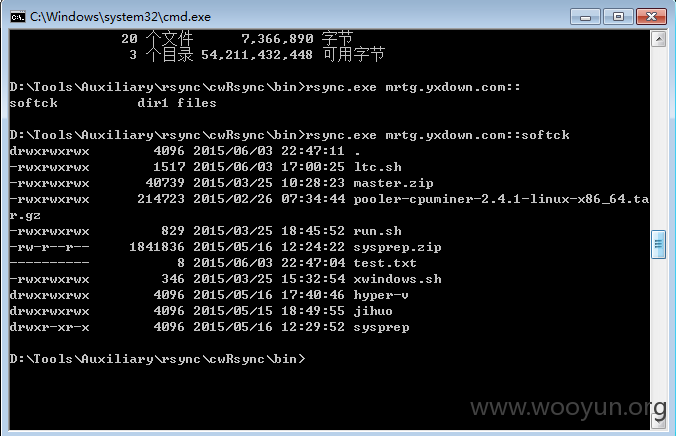 C:\Windows\system32\cmd.exe
20 个文件 7,366,890 字节
3 个目录 54,211,432,448 可用字节
D:\Tools\Auxiliary\rsync\cwRsync\bin>rsync.exe mrtg.yxdown.com::
softck dir1 files
D:\Tools\Auxiliary\rsync\cwRsync\bin>rsync.exe mrtg.yxdown.com::softck
drwxrwxrwx 4096 2015/06/03 22:47:11 .
-rwxrwxrwx 1517 2015/06/03 17:00:25 ltc.sh
-rwxrwxrwx 40739 2015/03/25 10:28:23 master.zip
-rwxrwxrwx 214723 2015/02/26 07:34:44 pooler-cpuminer-2.4.1-linux-x86_64.ta
r.gz
-rwxrwxrwx 829 2015/03/25 18:45:52 run.sh
-rw-r--r-- 1841836 2015/05/16 12:24:22 sysprep.zip
---------- 8 2015/06/03 22:47:04 test.txt
-rwxrwxrwx 346 2015/03/25 15:32:54 xwindows.sh
drwxrwxrwx 4096 2015/05/16 17:40:46 hyper-v
drwxrwxrwx 4096 2015/05/15 18:49:55 jihuo
drwxr-xr-x 4096 2015/05/16 12:29:52 sysprep
D:\Tools\Auxiliary\rsync\cwRsync\bin>
www.wooyun.org